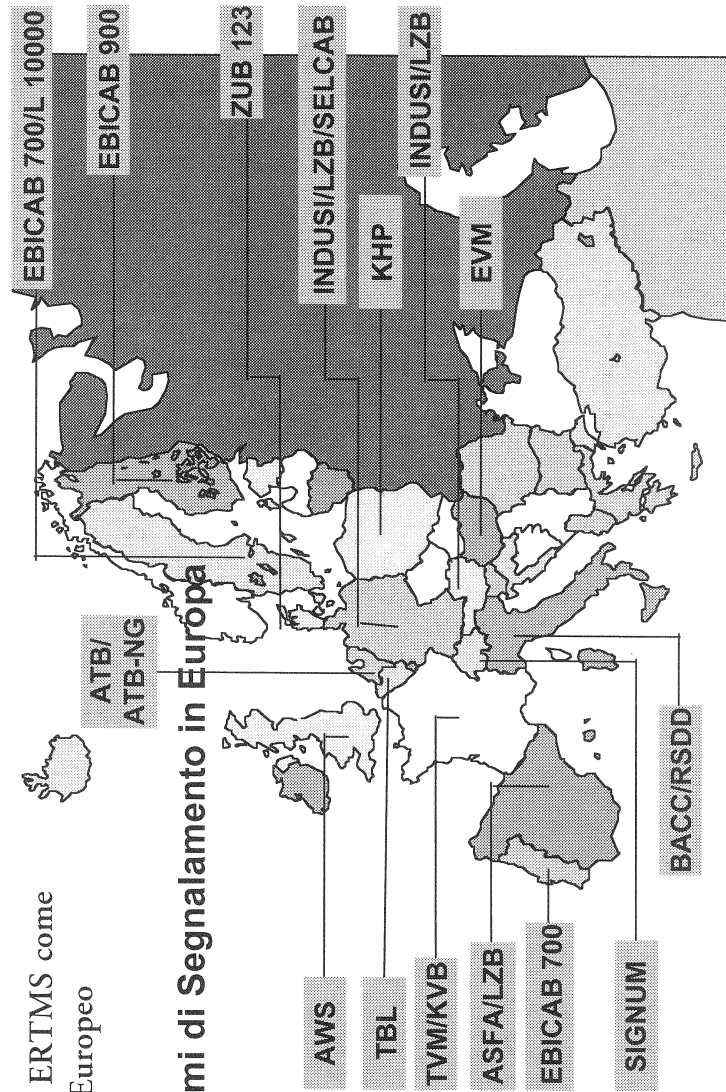 ERTMS come
Europeo
mi di Segnalamento in Europa
EBICAB 700/L 10000
EBICAB 900
ATB/
ATB-NG
ZUB 123
INDUSI/LZB/SELCAB
KHP
INDUSI/LZB
EVM
AWS
TBL
TVM/KVB
ASFA/LZB
EBICAB 700
SIGNUM
BACC/RSDD